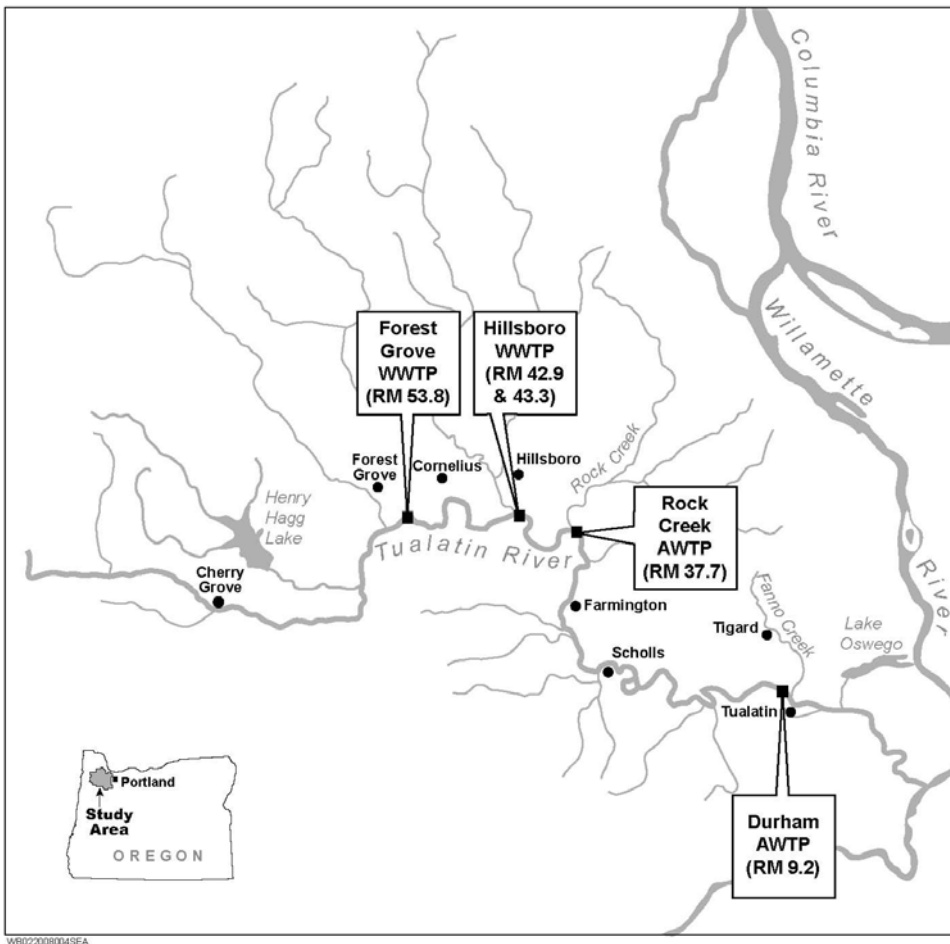 Columbia River
Willamette
River
Forest
Grove
WWTP
(RM 53.8)
Hillsboro
WWTP
(RM 42.9
& 43.3)
Forest
Grove
Cornelius
Hillsboro
Rock Creek
Henry
Hagg
Lake
Tualatin River
Rock
Creek
AWTP
(RM 37.7)
Cherry
Grove
Farmington
Fanno Creek
Tigard
Lake
Oswego
Scholls
Tualatin
Portland
Study
Area
OREGON
Durham
AWTP
(RM 9.2)
WB022008004SEA